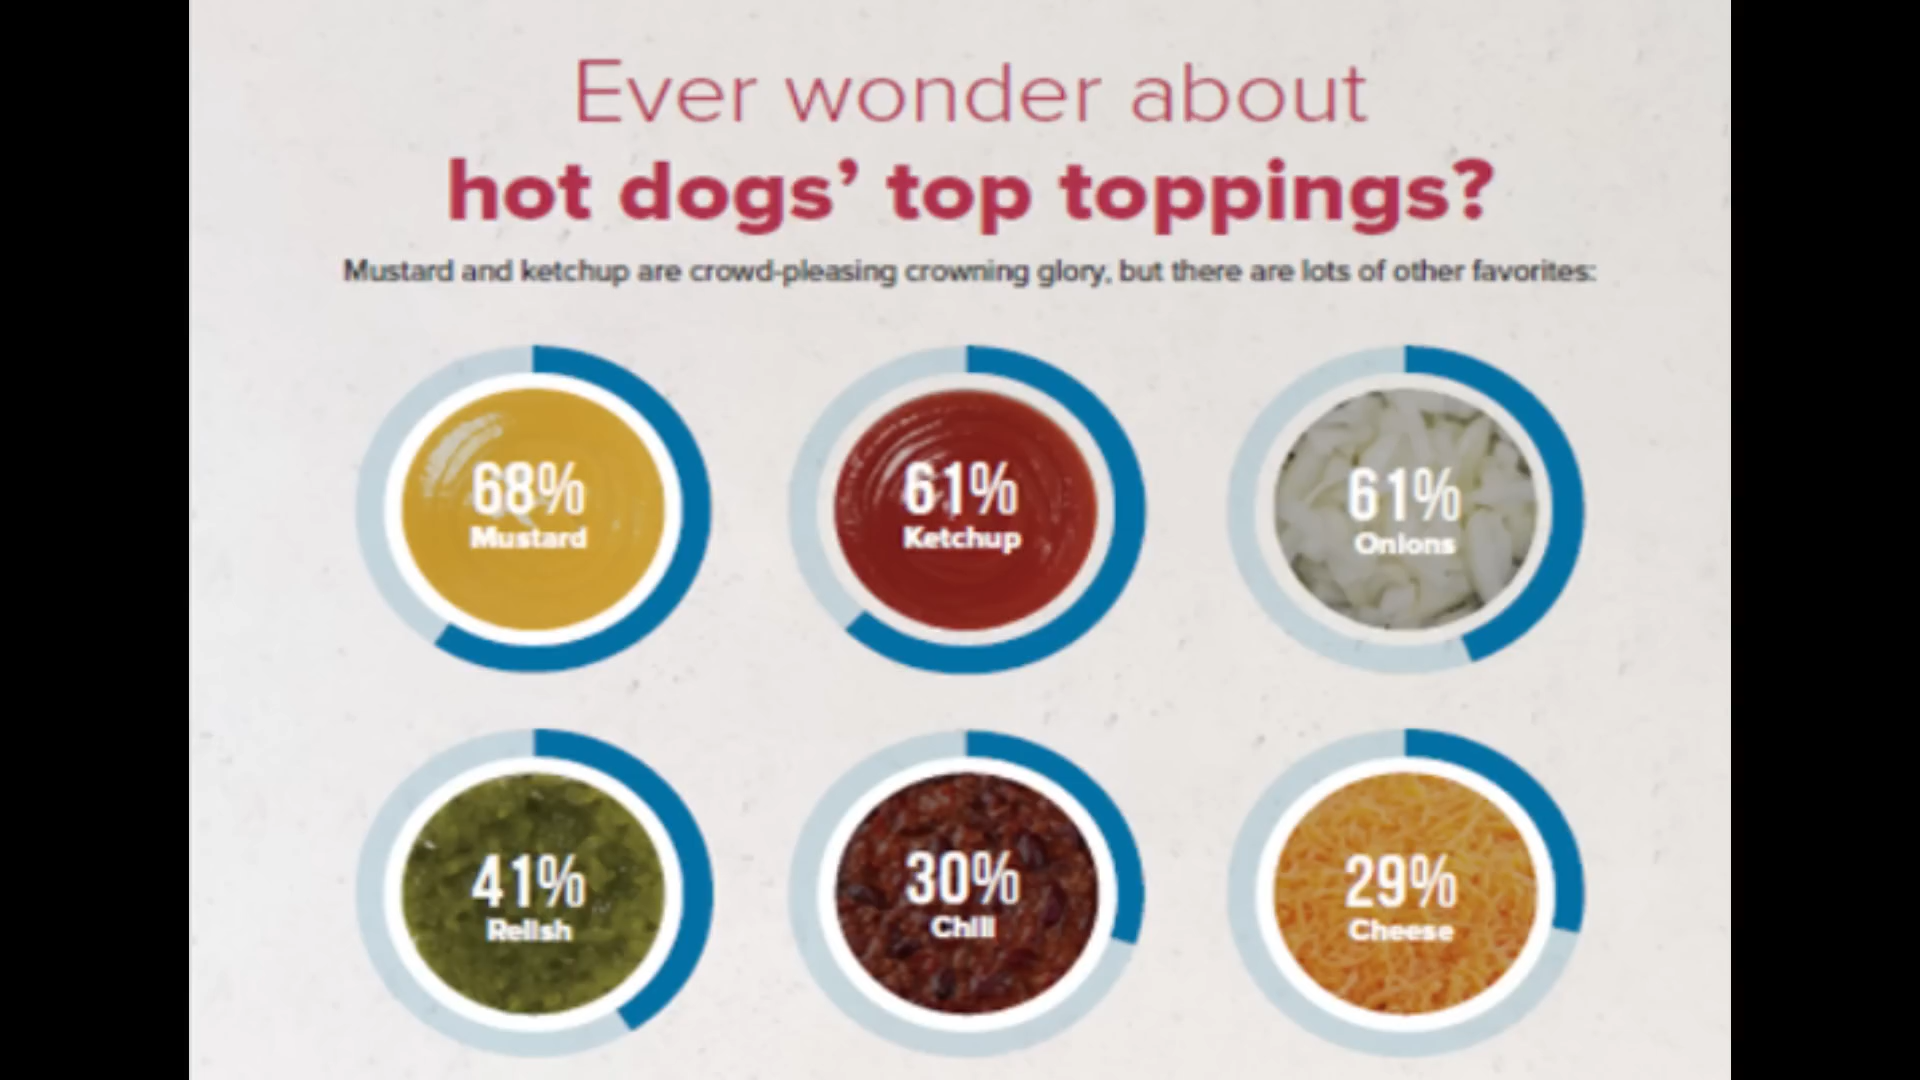 Ever wonder about
hot dogs’ top toppings?
Mustard and ketchup are crowd-pleasing crowning glory, but there are lots of other favorites:
68%
Mustard
61%
Ketchup
61%
Onions
41%
Relish
30%
Chili
29%
Cheese